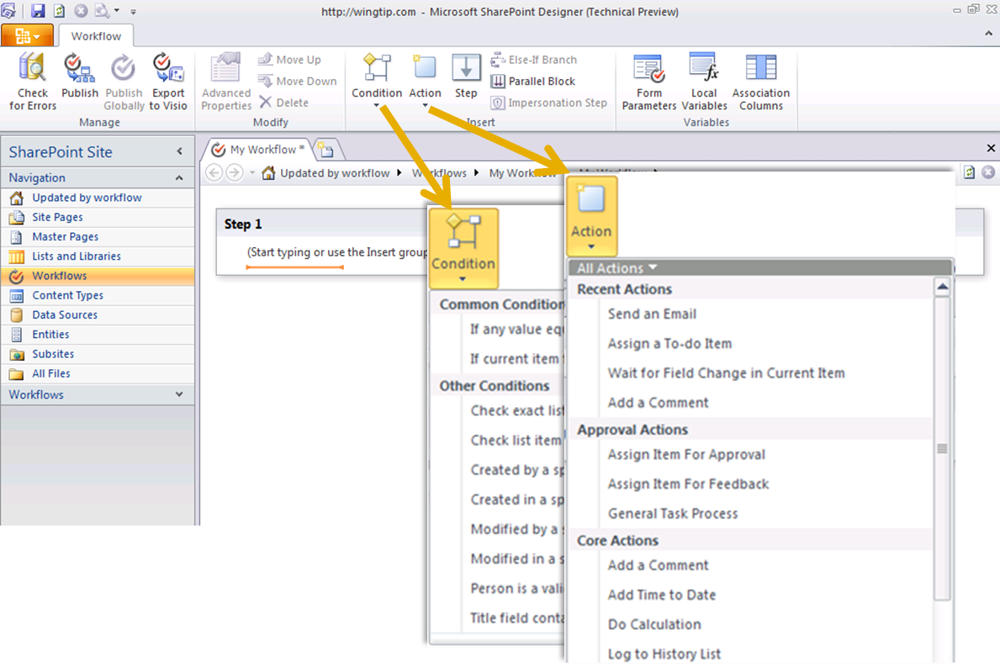 http://wingtip.com - Microsoft SharePoint Designer (Technical Preview)
Workflow
Check for Errors
Publish
Publish Globally
Export to Visio
Manage
Advanced Properties
Move Up
Move Down
Delete
Modify
Condition
Action
Step
Else-If Branch
Parallel Block
Impersonation Step
Insert
Form Parameters
Local Variables
Association Columns
Variables
SharePoint Site
Navigation
Updated by workflow
Site Pages
Master Pages
Lists and Libraries
Workflows
Content Types
Data Sources
Entities
Subsites
All Files
Workflows
My Workflow *
Updated by workflow
Workflows
My Workflow
Step 1
(Start typing or use the Insert group
Condition
Common Condition
If any value equ
If current item
Other Conditions
Check exact list
Check list item
Created by a sp
Created in a sp
Modified by a s
Modified in a s
Person is a vali
Title field conta
Action
All Actions
Recent Actions
Send an Email
Assign a To-do Item
Wait for Field Change in Current Item
Add a Comment
Approval Actions
Assign Item For Approval
Assign Item For Feedback
General Task Process
Core Actions
Add a Comment
Add Time to Date
Do Calculation
Log to History List